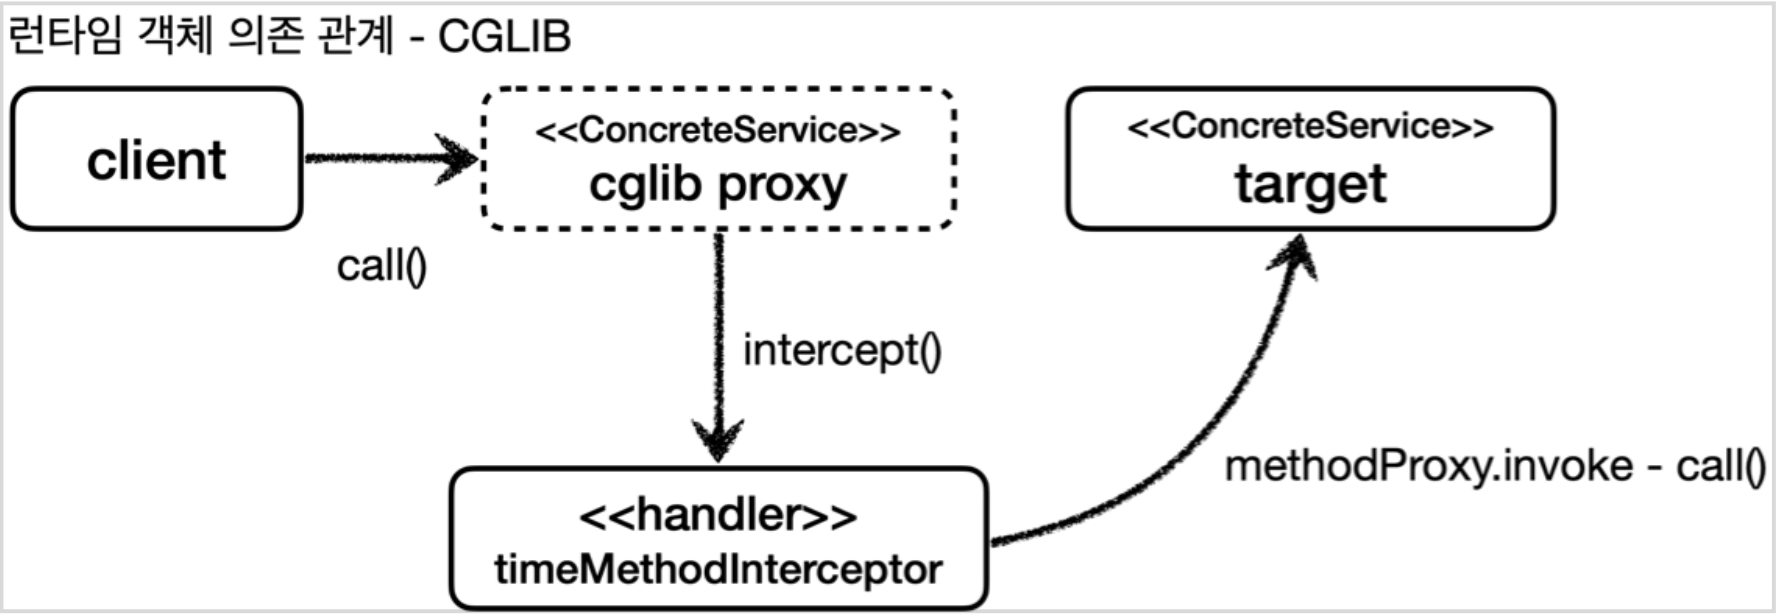 런타임 객체 의존 관계 - CGLIB
client
call()
<<ConcreteService>>
cglib proxy
<<ConcreteService>>
target
intercept()
methodProxy.invoke - call()
<<handler>>
timeMethodInterceptor